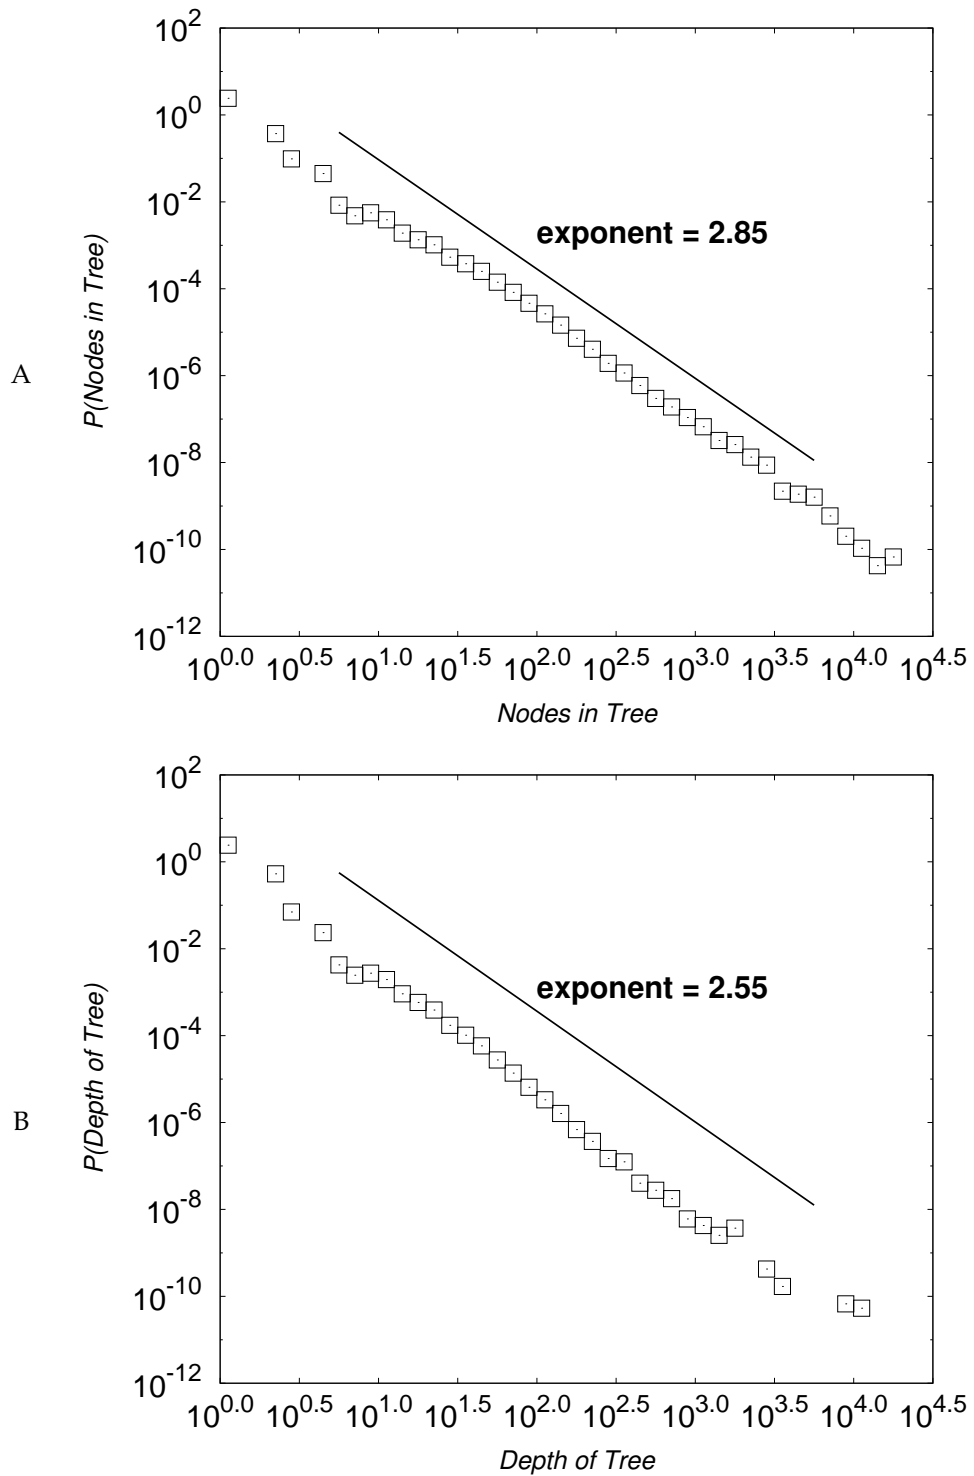 A
P(Nodes in Tree)
10^2
10^0
10^-2
10^-4
10^-6
10^-8
10^-10
10^-12
exponent = 2.85
10^0.0 10^0.5 10^1.0 10^1.5 10^2.0 10^2.5 10^3.0 10^3.5 10^4.0 10^4.5
Nodes in Tree
B
P(Depth of Tree)
10^2
10^0
10^-2
10^-4
10^-6
10^-8
10^-10
10^-12
exponent = 2.55
10^0.0 10^0.5 10^1.0 10^1.5 10^2.0 10^2.5 10^3.0 10^3.5 10^4.0 10^4.5
Depth of Tree